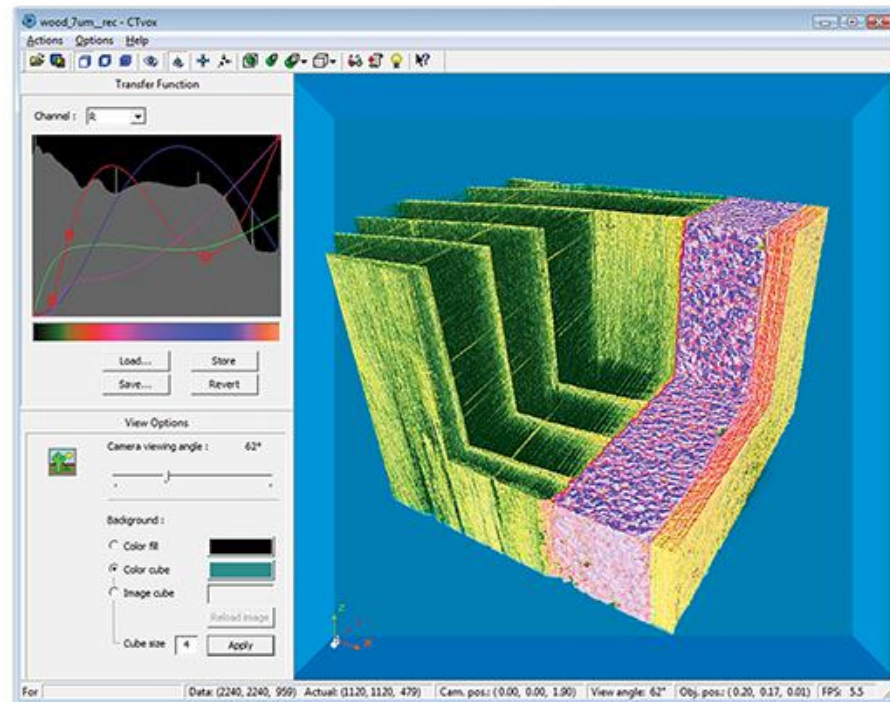 wood_7um__rec - CTvox
Actions Options Help
Transfer Function
Channel : R
Load... Store
Save... Revert
View Options
Camera viewing angle : 62°
Background :
Color fill
Color cube
Image cube
Reload image
Cube size 4 Apply
Z
X
For Data: (2240, 2240, 959) Actual: (1120, 1120, 479) Cam. pos.: (0.00, 0.00, 1.90) View angle: 62° Obj. pos.: (0.20, 0.17, 0.01) FPS: 5.5